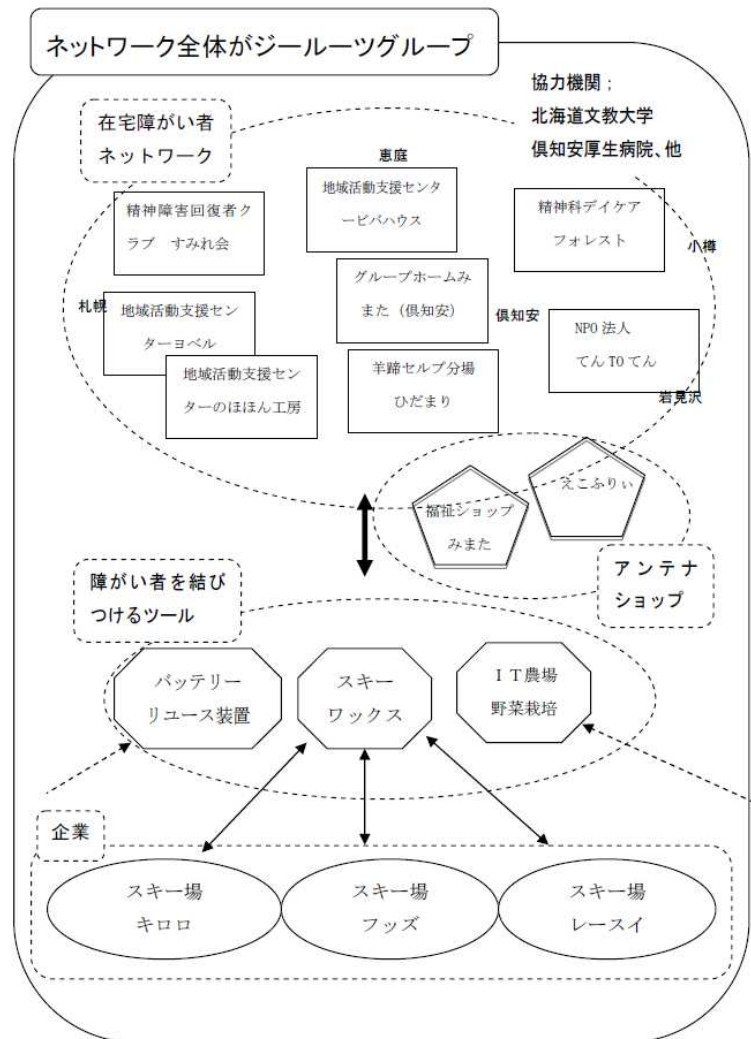 ネットワーク全体がジールーツグループ
協力機関；
北海道文教大学
倶知安厚生病院、他
在宅障がい者
ネットワーク
恵庭
精神障害回復者ク
ラブ　すみれ会
地域活動支援センタ
ービバハウス
精神科デイケア
フォレスト
小樽
札幌
地域活動支援セン
ターヨベル
グループホームみ
また（倶知安）
倶知安
NPO 法人
てん TO てん
地域活動支援セン
ターのほほん工房
羊蹄セルプ分場
ひだまり
岩見沢
福祉ショップ
みまた
えこふりぃ
アンテナ
ショップ
障がい者を結び
つけるツール
バッテリー
リユース装置
スキー
ワックス
ＩＴ農場
野菜栽培
企業
スキー場
キロロ
スキー場
フッズ
スキー場
レースイ